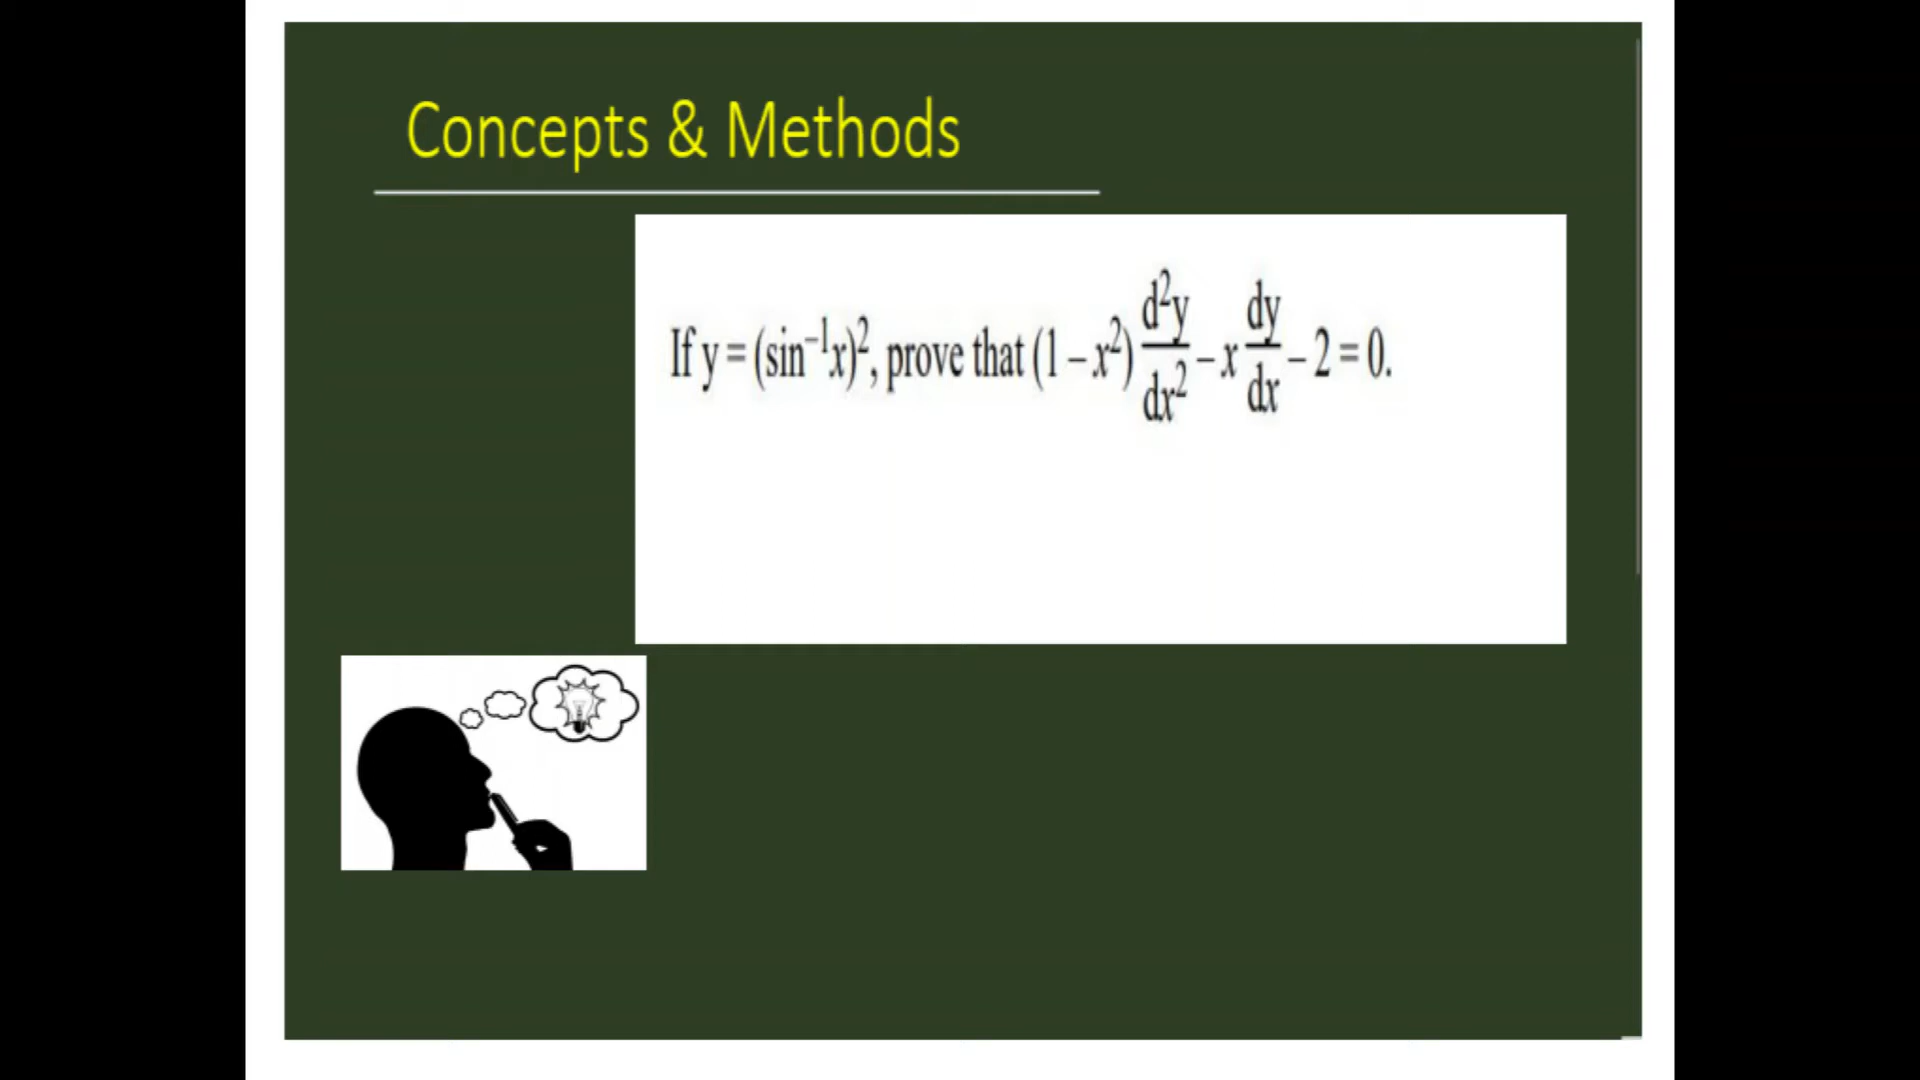 Concepts & Methods
If y = (sin⁻¹x)², prove that (1 – x²) d²y/dx² – x dy/dx – 2 = 0.